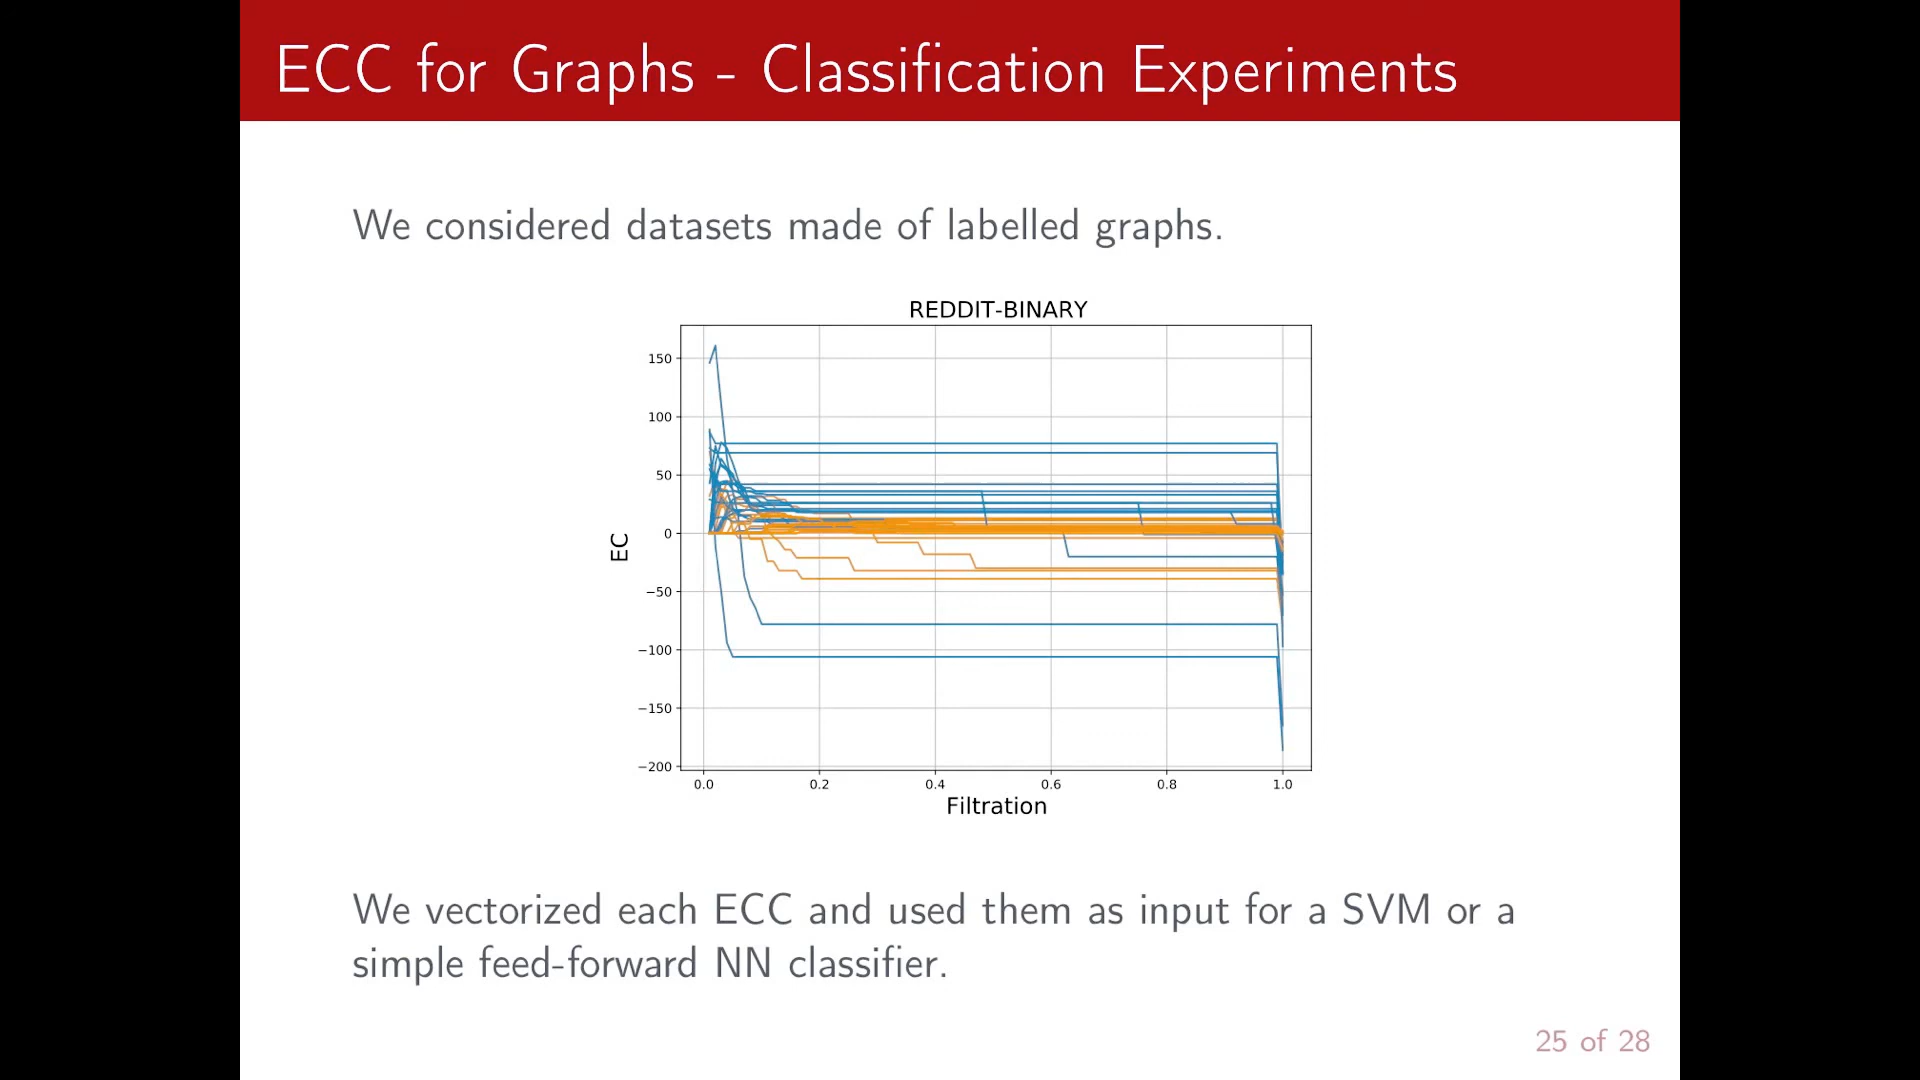 ECC for Graphs - Classification Experiments
We considered datasets made of labelled graphs.
REDDIT-BINARY
150
100
50
0
−50
−100
−150
−200
EC
0.0 0.2 0.4 0.6 0.8 1.0
Filtration
We vectorized each ECC and used them as input for a SVM or a
simple feed-forward NN classifier.
25 of 28